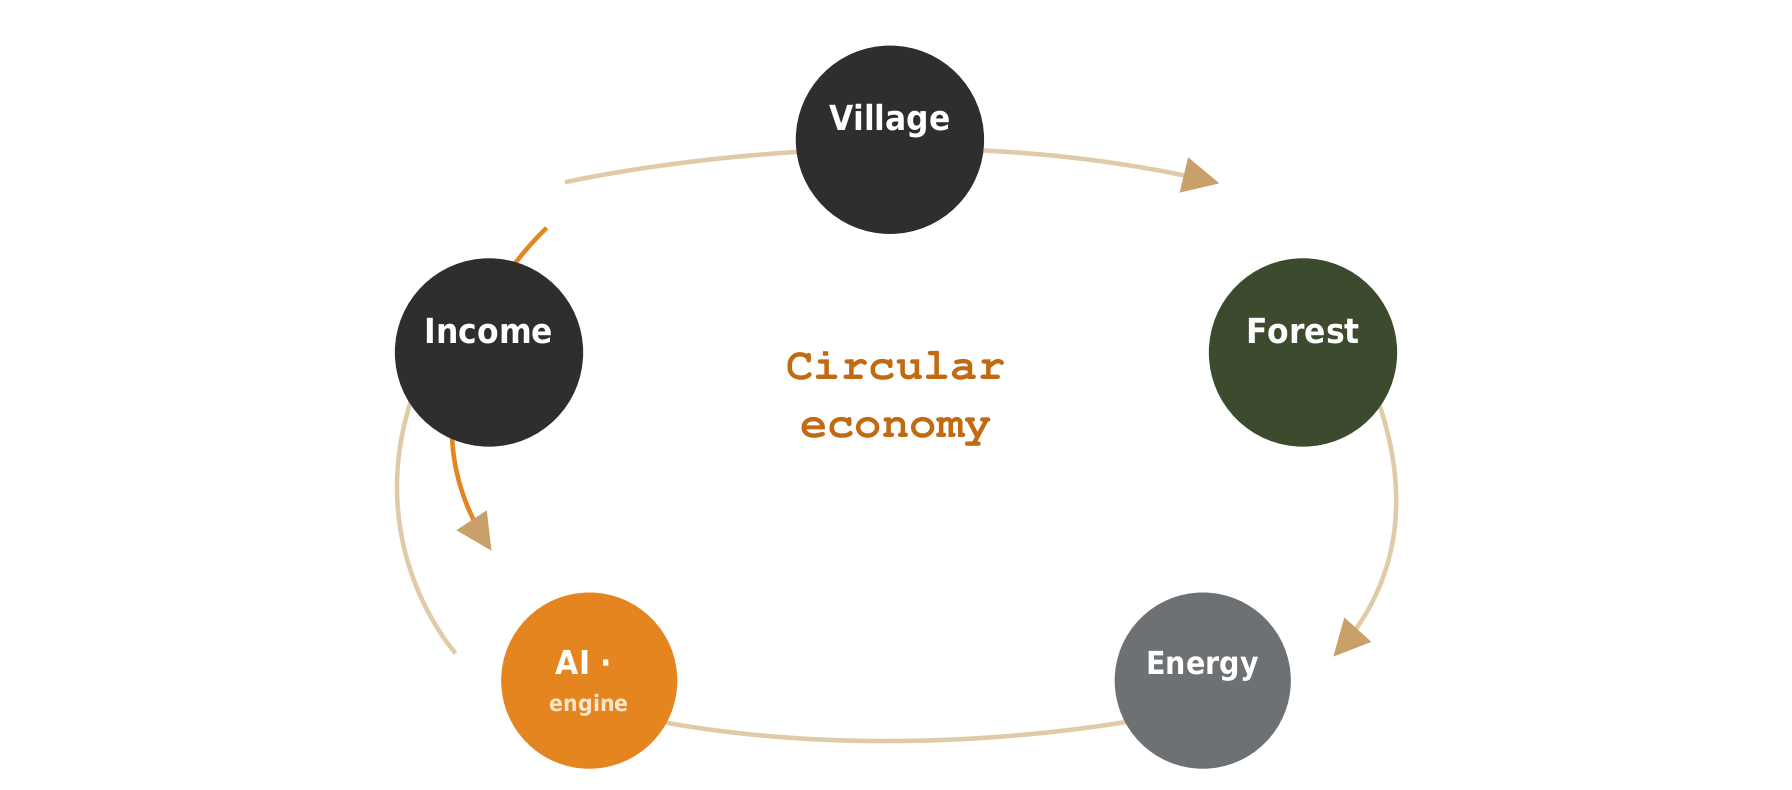 Village
Income
Forest
Circular
economy
AI ·
engine
Energy